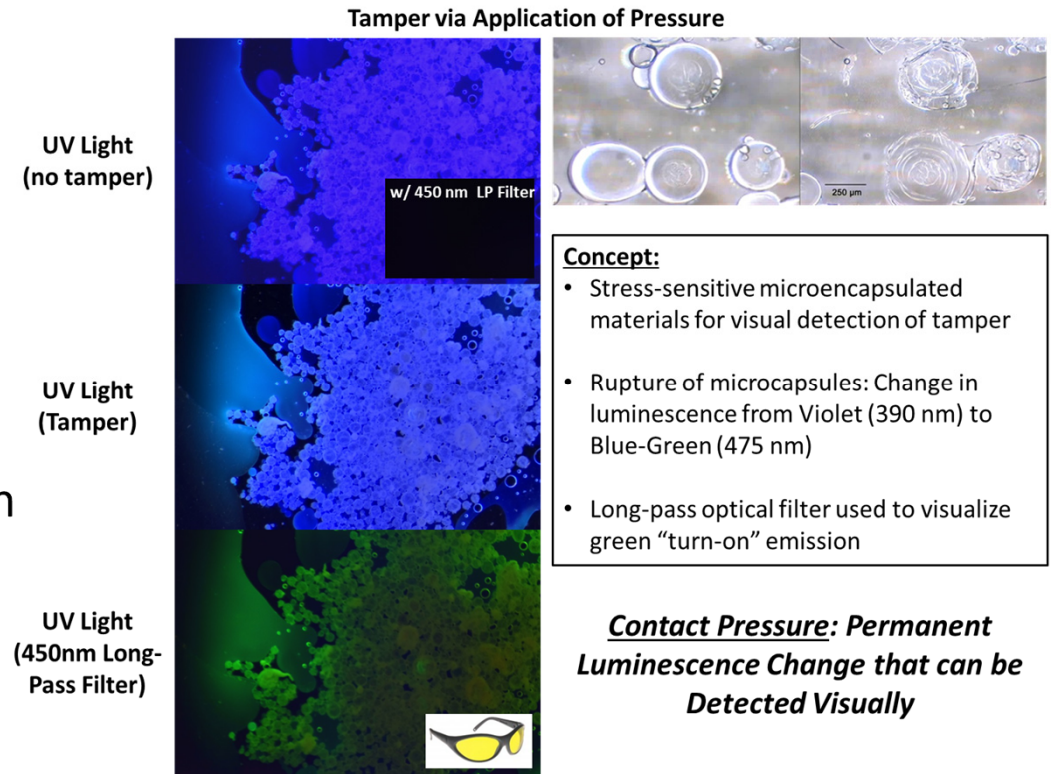 Tamper via Application of Pressure
UV Light
(no tamper)
w/ 450 nm LP Filter
250 µm
UV Light
(Tamper)
n
UV Light
(450nm Long-
Pass Filter)
Concept:
• Stress-sensitive microencapsulated
materials for visual detection of tamper
• Rupture of microcapsules: Change in
luminescence from Violet (390 nm) to
Blue-Green (475 nm)
• Long-pass optical filter used to visualize
green “turn-on” emission
Contact Pressure: Permanent
Luminescence Change that can be
Detected Visually